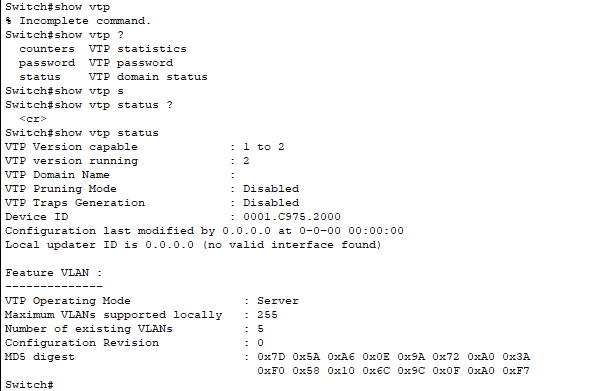 Switch#show vtp
% Incomplete command.
Switch#show vtp ?
  counters  VTP statistics
  password  VTP password
  status    VTP domain status
Switch#show vtp s
Switch#show vtp status ?
  <cr>
Switch#show vtp status
VTP Version capable             : 1 to 2
VTP version running             : 2
VTP Domain Name                 :
VTP Pruning Mode                : Disabled
VTP Traps Generation            : Disabled
Device ID                       : 0001.C975.2000
Configuration last modified by 0.0.0.0 at 0-0-00 00:00:00
Local updater ID is 0.0.0.0 (no valid interface found)

Feature VLAN :
--------------
VTP Operating Mode                : Server
Maximum VLANs supported locally   : 255
Number of existing VLANs          : 5
Configuration Revision            : 0
MD5 digest                        : 0x7D 0x5A 0xA6 0x0E 0x9A 0x72 0xA0 0x3A
                                    0xF0 0x58 0x10 0x6C 0x9C 0x0F 0xA0 0xF7
Switch#